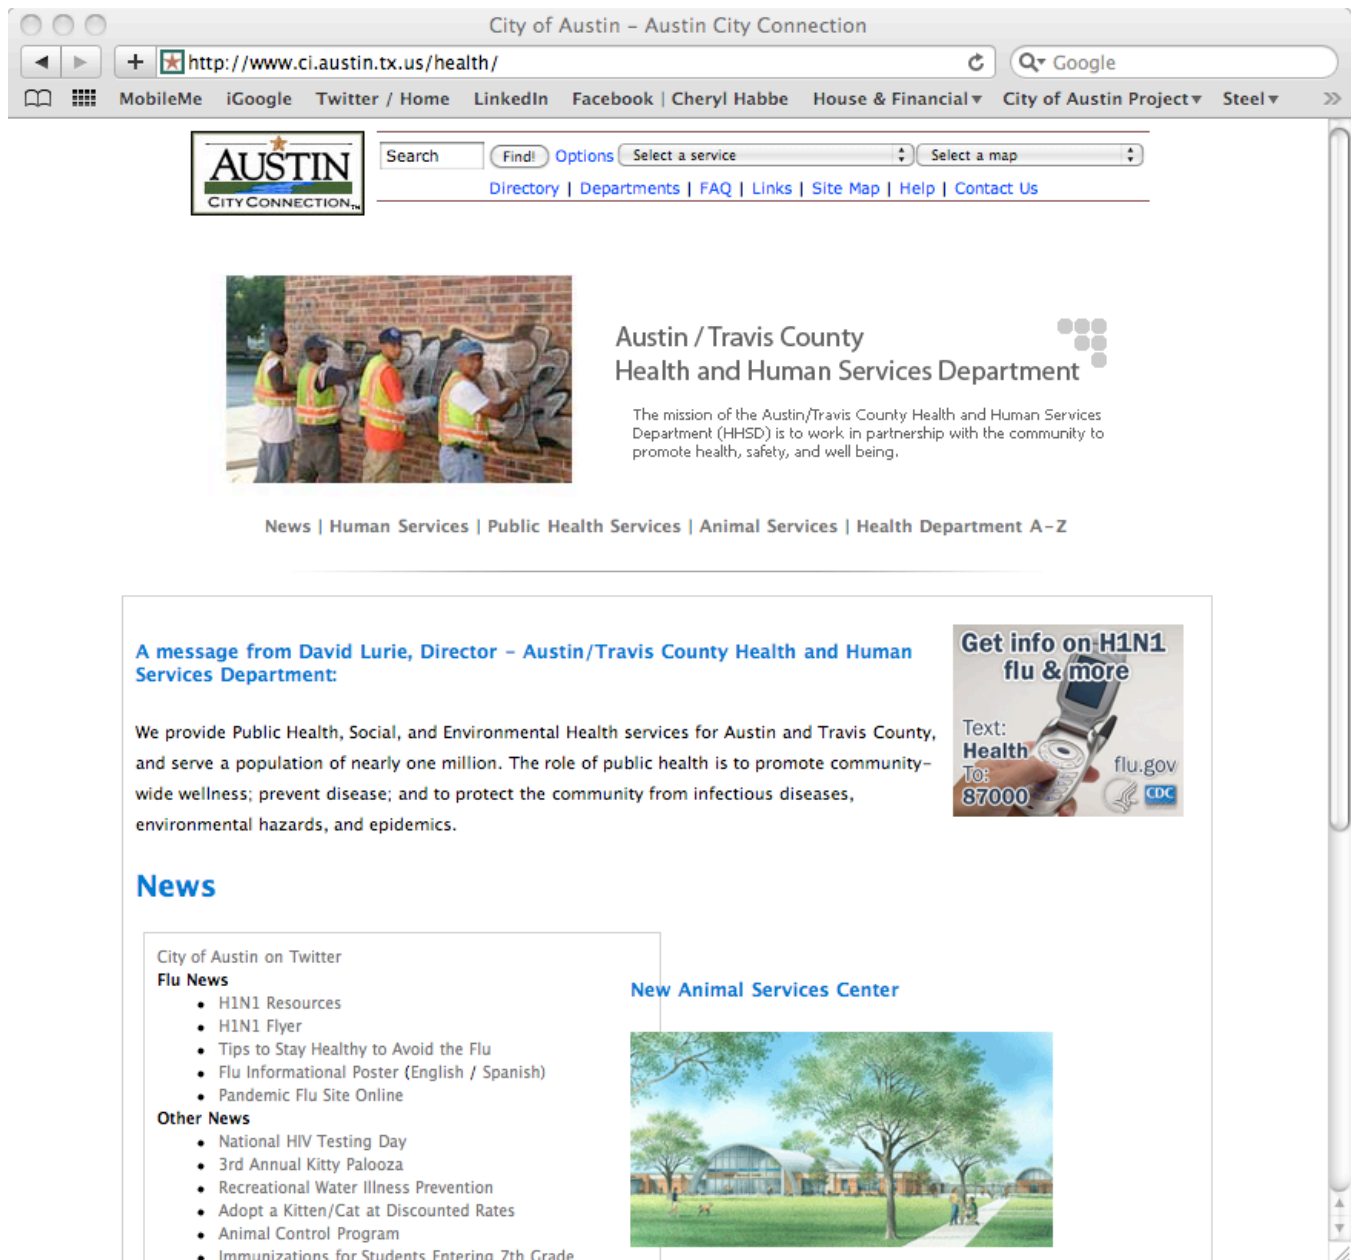 City of Austin – Austin City Connection
http://www.ci.austin.tx.us/health/
Google
MobileMe iGoogle Twitter / Home LinkedIn Facebook | Cheryl Habbe House & Financial City of Austin Project Steel
AUSTIN
CITY CONNECTION
Search Find! Options Select a service Select a map
Directory | Departments | FAQ | Links | Site Map | Help | Contact Us
Austin / Travis County
Health and Human Services Department
The mission of the Austin/Travis County Health and Human Services
Department (HHSD) is to work in partnership with the community to
promote health, safety, and well being.
News | Human Services | Public Health Services | Animal Services | Health Department A-Z
A message from David Lurie, Director – Austin/Travis County Health and Human
Services Department:
We provide Public Health, Social, and Environmental Health services for Austin and Travis County,
and serve a population of nearly one million. The role of public health is to promote community-
wide wellness; prevent disease; and to protect the community from infectious diseases,
environmental hazards, and epidemics.
Get info on H1N1
flu & more
Text:
Health
To:
87000
flu.gov
CDC
News
City of Austin on Twitter
Flu News
• H1N1 Resources
• H1N1 Flyer
• Tips to Stay Healthy to Avoid the Flu
• Flu Informational Poster (English / Spanish)
• Pandemic Flu Site Online
Other News
• National HIV Testing Day
• 3rd Annual Kitty Palooza
• Recreational Water Illness Prevention
• Adopt a Kitten/Cat at Discounted Rates
• Animal Control Program
• Immunizations for Students Entering 7th Grade
New Animal Services Center